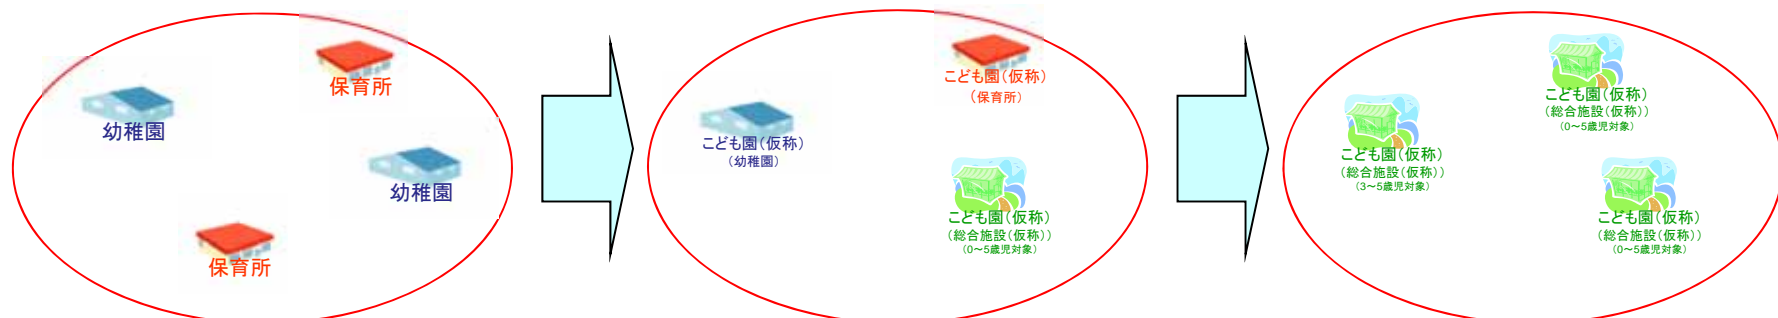 保育所
幼稚園
幼稚園
保育所
こども園(仮称)
(保育所)
こども園(仮称)
(幼稚園)
こども園(仮称)
(総合施設(仮称))
(0~5歳児対象)
こども園(仮称)
(総合施設(仮称))
(0~5歳児対象)
こども園(仮称)
(総合施設(仮称))
(3~5歳児対象)
こども園(仮称)
(総合施設(仮称))
(0~5歳児対象)